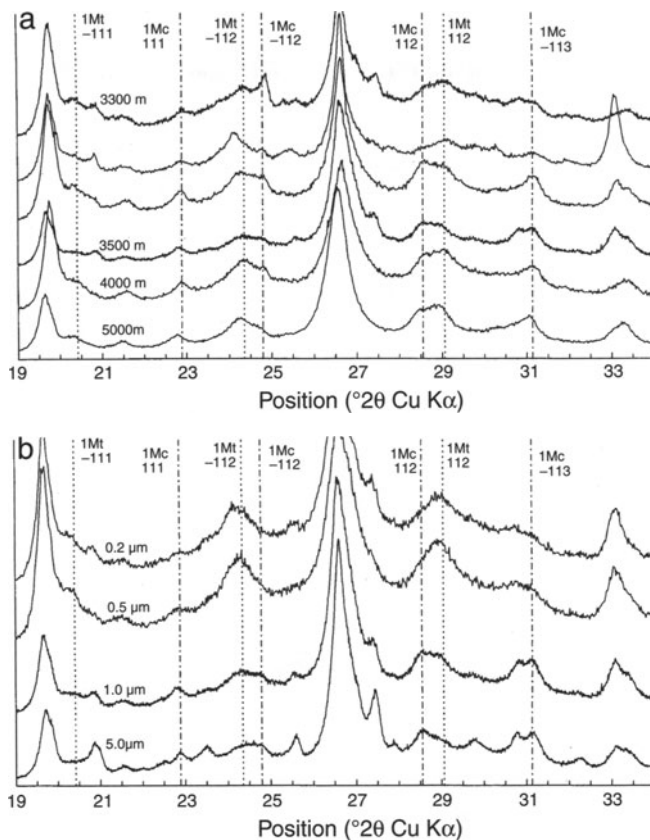 a
1Mt
-111
1Mc
111
1Mt
-112
1Mc
-112
1Mc
112
1Mt
112
1Mc
-113
3300 m
3500 m
4000 m
5000m
19 21 23 25 27 29 31 33
Position (°2θ Cu Kα)
b
1Mt
-111
1Mc
111
1Mt
-112
1Mc
-112
1Mc
112
1Mt
112
1Mc
-113
0.2 µm
0.5 µm
1.0 µm
5.0µm
19 21 23 25 27 29 31 33
Position (°2θ Cu Kα)